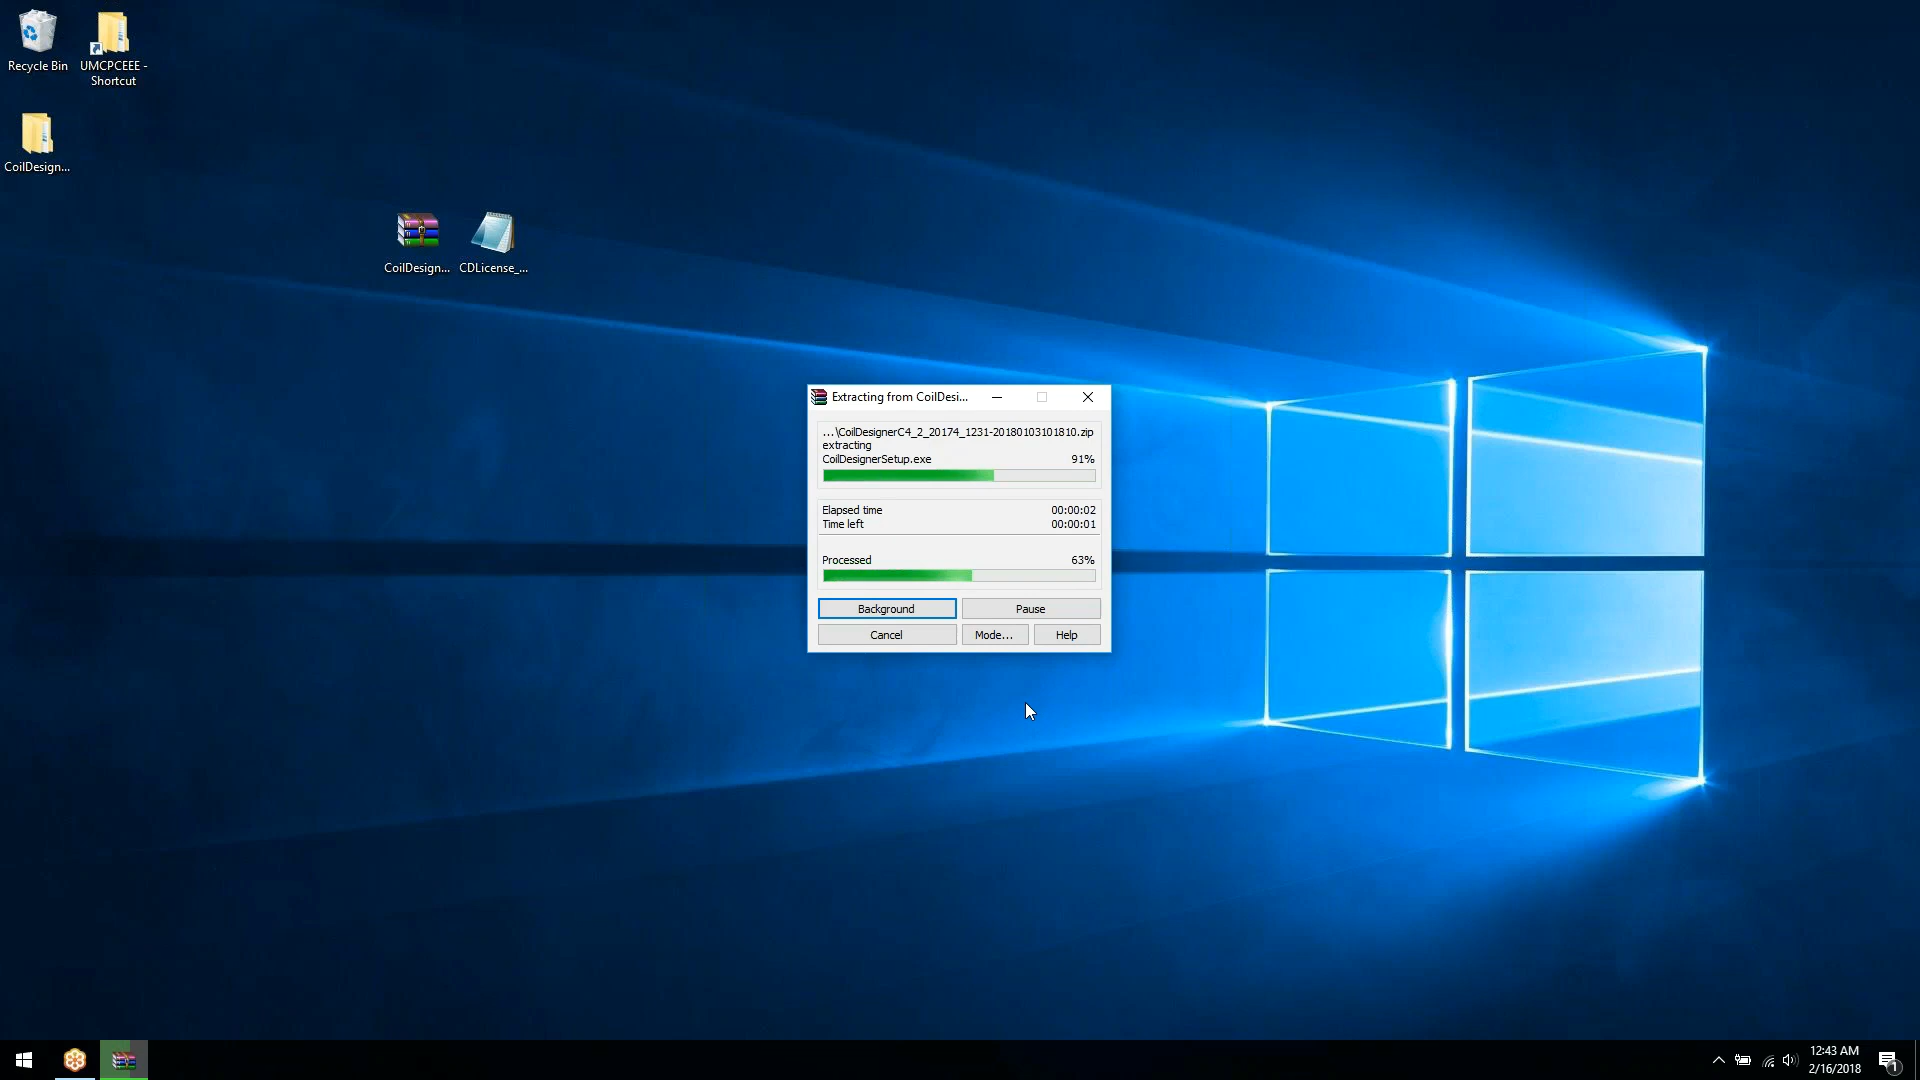 Recycle Bin
UMCPCEEE -
Shortcut
CoilDesign...
CoilDesign...
CDLicense_...
Extracting from CoilDesi...
...\CoilDesignerC4_2_20174_1231-20180103101810.zip
extracting
CoilDesignerSetup.exe 91%
Elapsed time 00:00:02
Time left 00:00:01
Processed 63%
Background Pause
Cancel Mode... Help
12:43 AM
2/16/2018
1